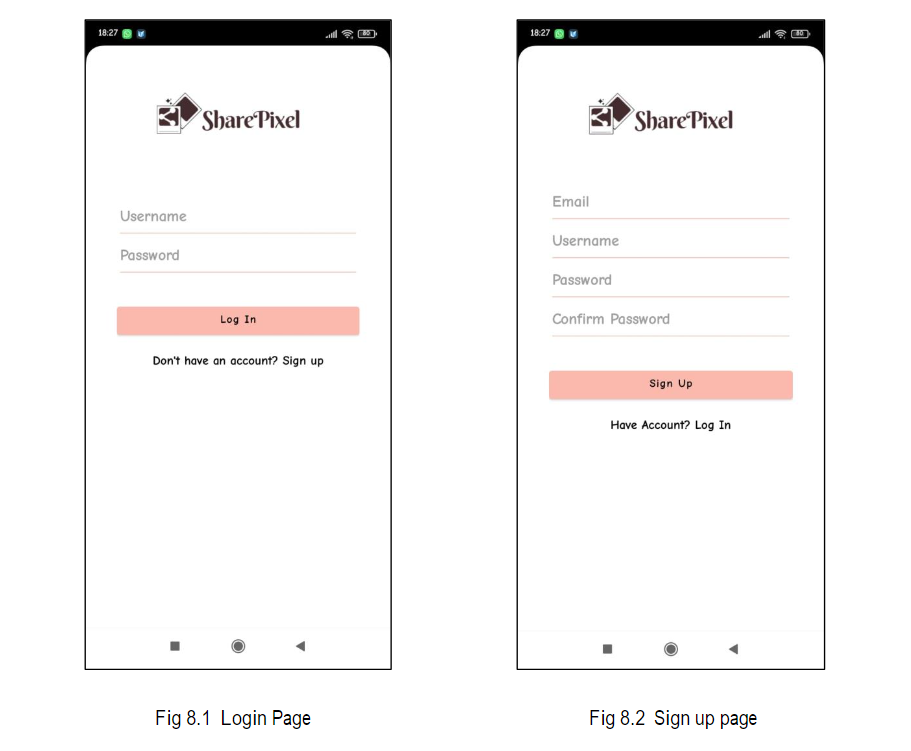 18:27
80
SharePixel
Username
Password
Log In
Don't have an account? Sign up
Fig 8.1 Login Page
18:27
80
SharePixel
Email
Username
Password
Confirm Password
Sign Up
Have Account? Log In
Fig 8.2 Sign up page